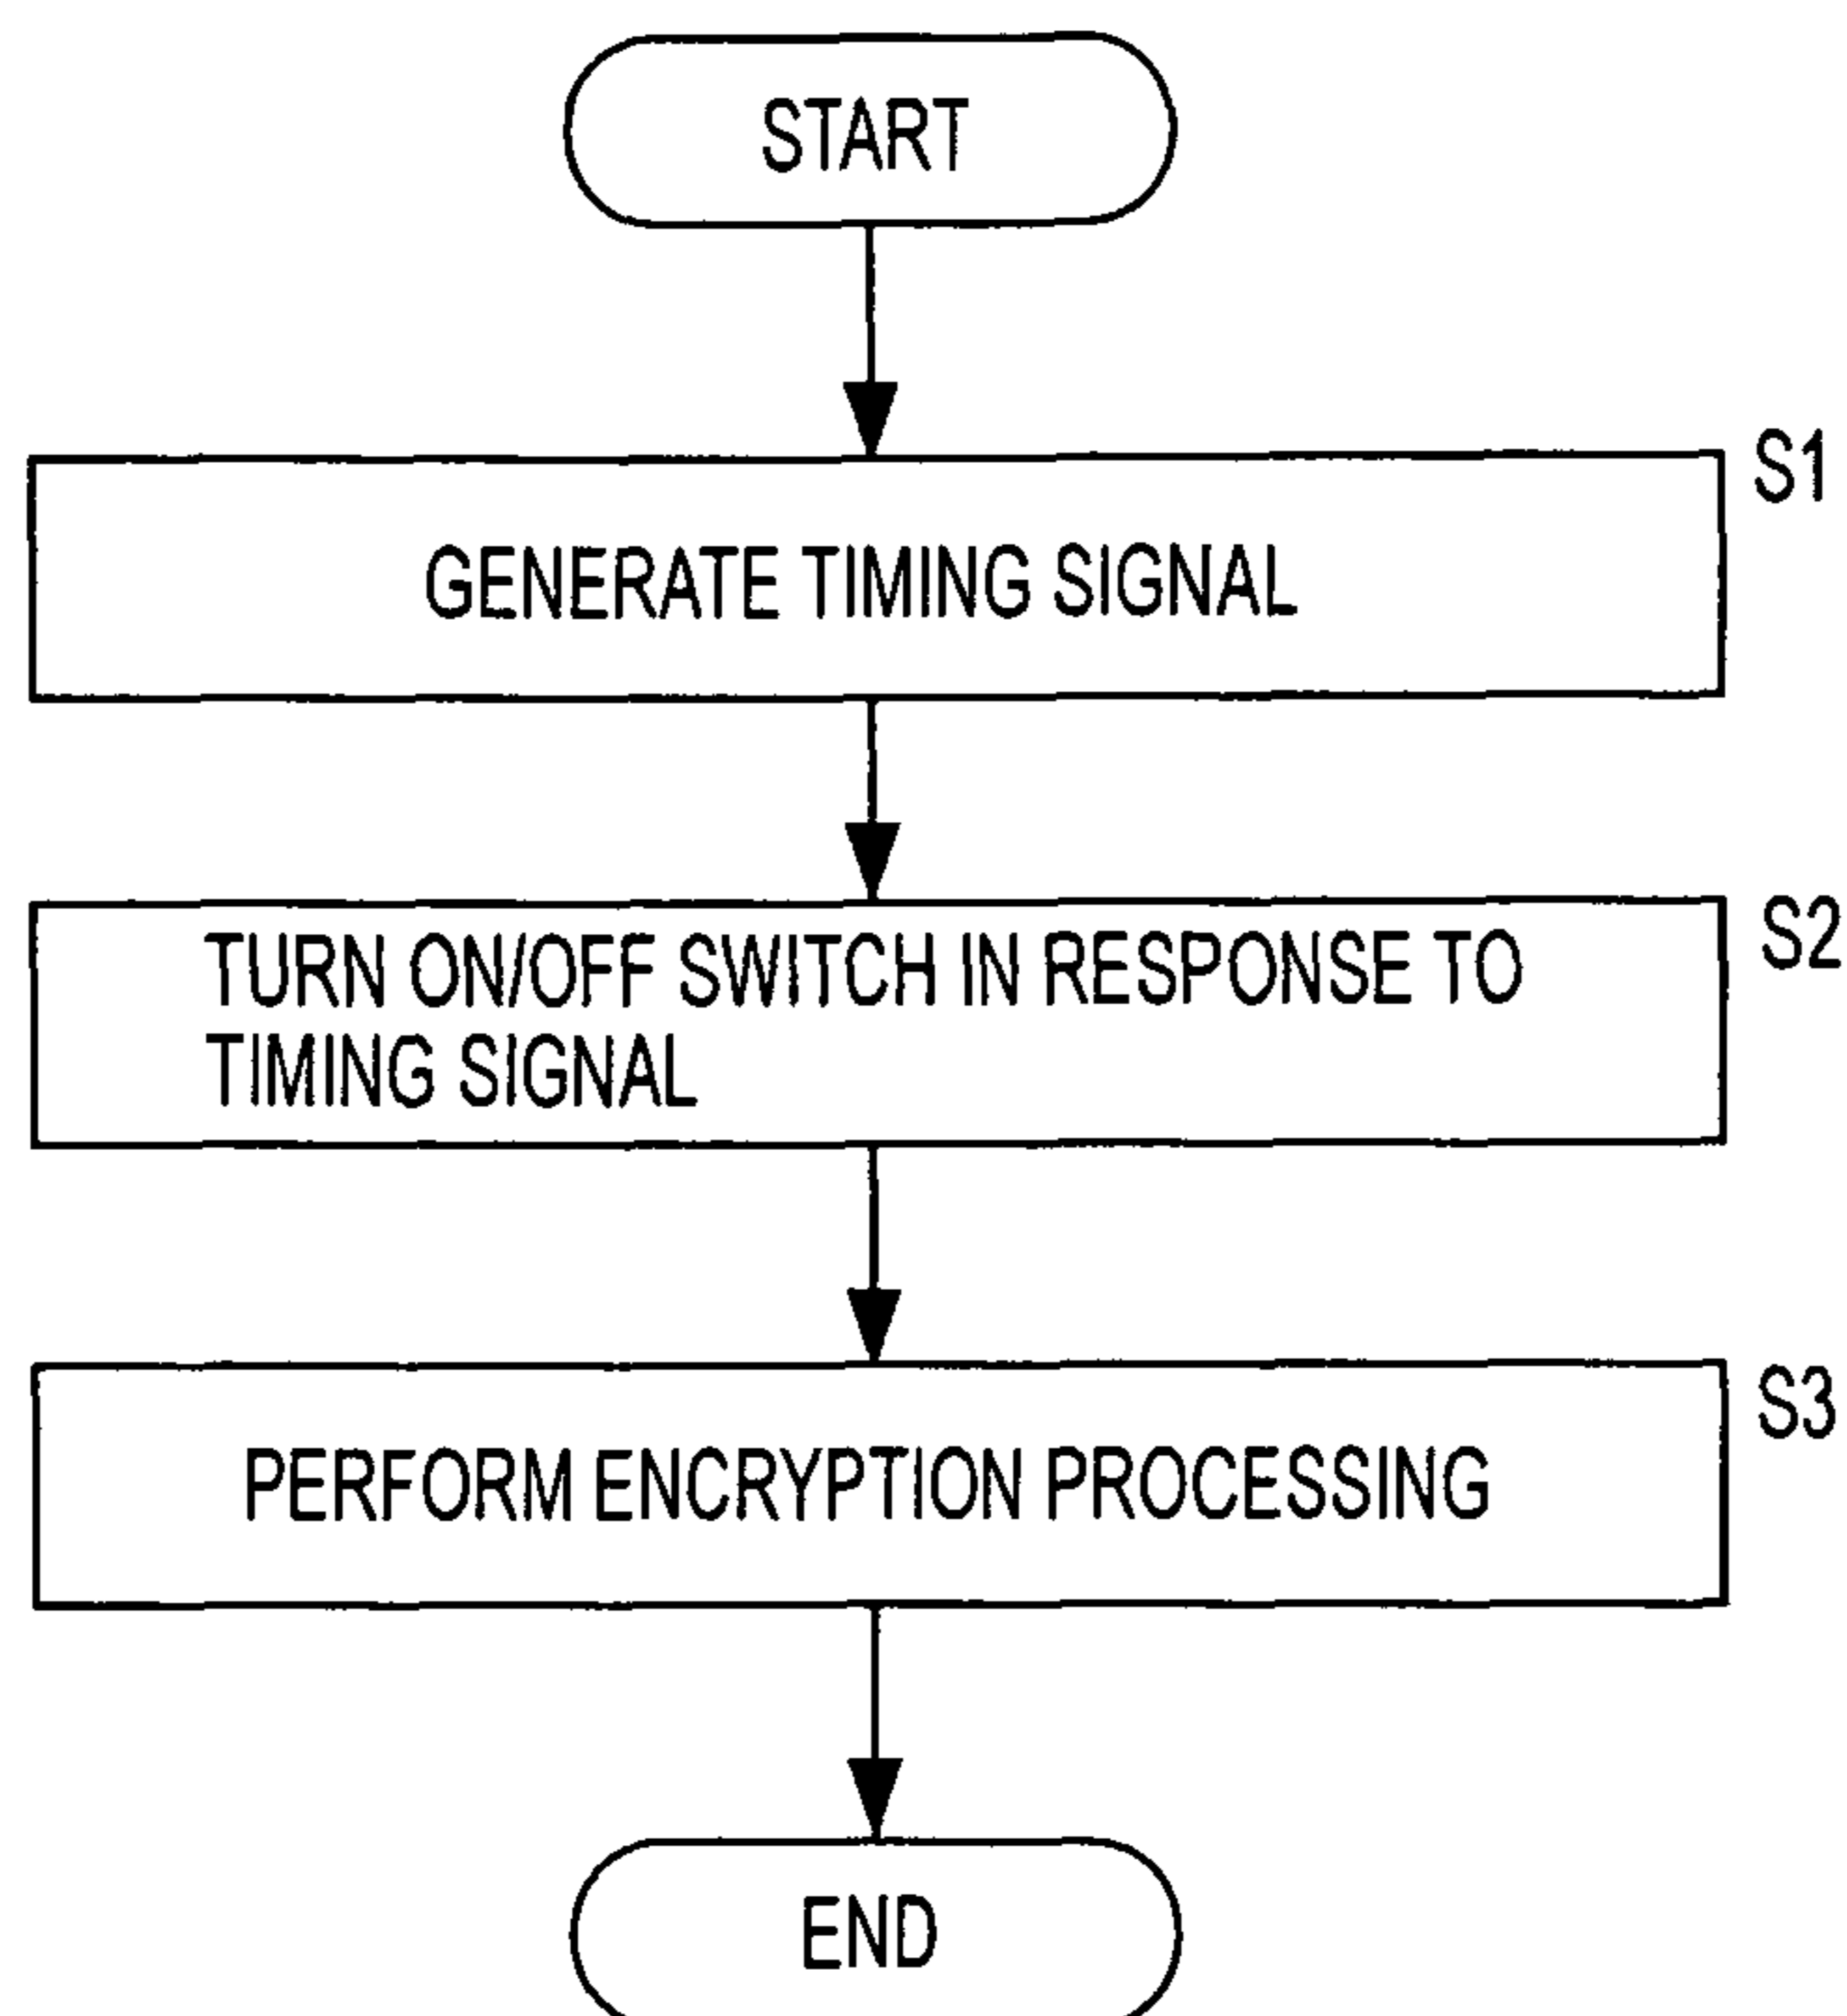 START
S1
GENERATE TIMING SIGNAL
S2
TURN ON/OFF SWITCH IN RESPONSE TO
TIMING SIGNAL
S3
PERFORM ENCRYPTION PROCESSING
END